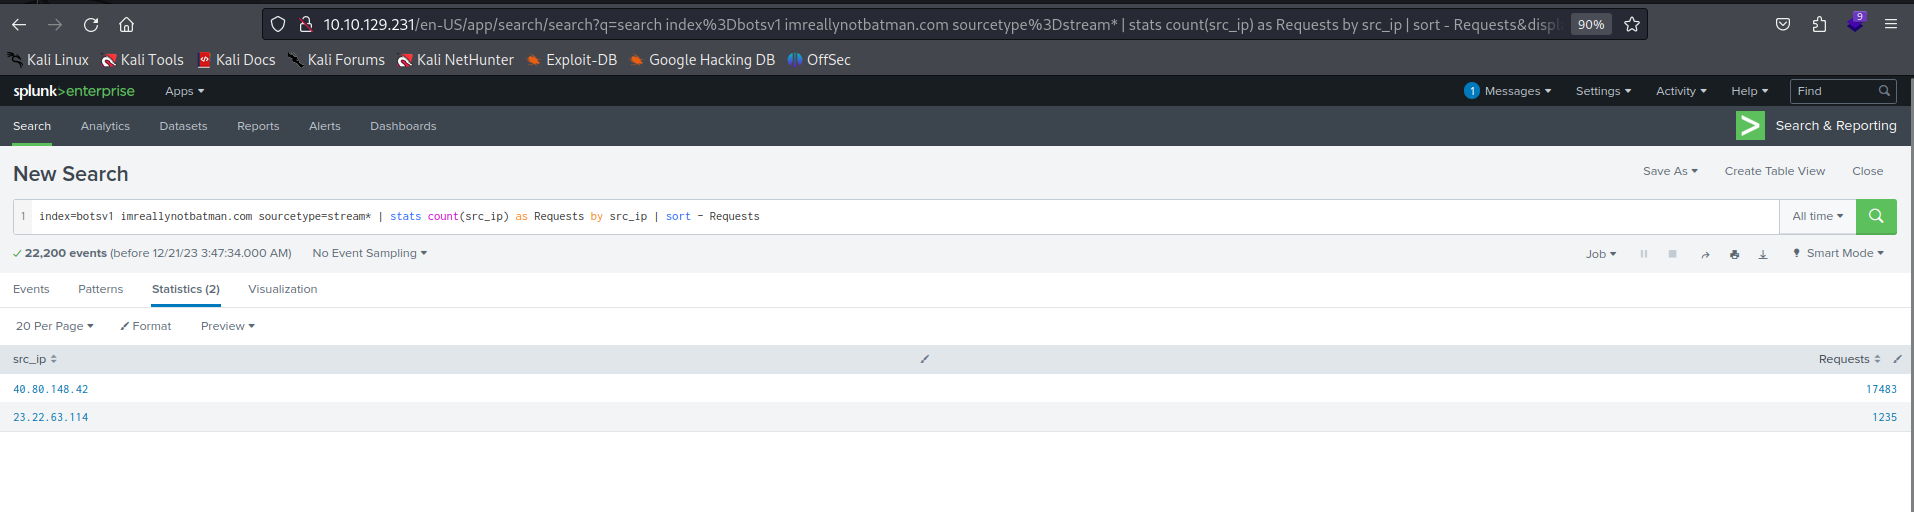 10.10.129.231/en-US/app/search/search?q=search index%3Dbotsv1 imreallynotbatman.com sourcetype%3Dstream* | stats count(src_ip) as Requests by src_ip | sort - Requests&displ
90%
9
Kali Linux Kali Tools Kali Docs Kali Forums Kali NetHunter Exploit-DB Google Hacking DB OffSec
splunk>enterprise Apps 1 Messages Settings Activity Help Find
Search Analytics Datasets Reports Alerts Dashboards > Search & Reporting
New Search Save As Create Table View Close
1 index=botsv1 imreallynotbatman.com sourcetype=stream* | stats count(src_ip) as Requests by src_ip | sort - Requests All time
22,200 events (before 12/21/23 3:47:34.000 AM) No Event Sampling Job Smart Mode
Events Patterns Statistics (2) Visualization
20 Per Page Format Preview
src_ip Requests
40.80.148.42 17483
23.22.63.114 1235